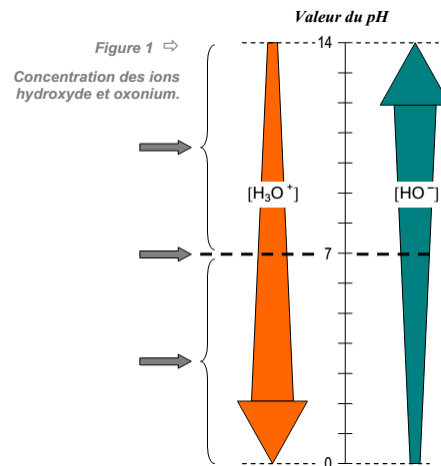 Valeur du pH
Figure 1 ⇨
14
Concentration des ions
hydroxyde et oxonium.
[H₃O⁺]
[HO⁻]
7
0